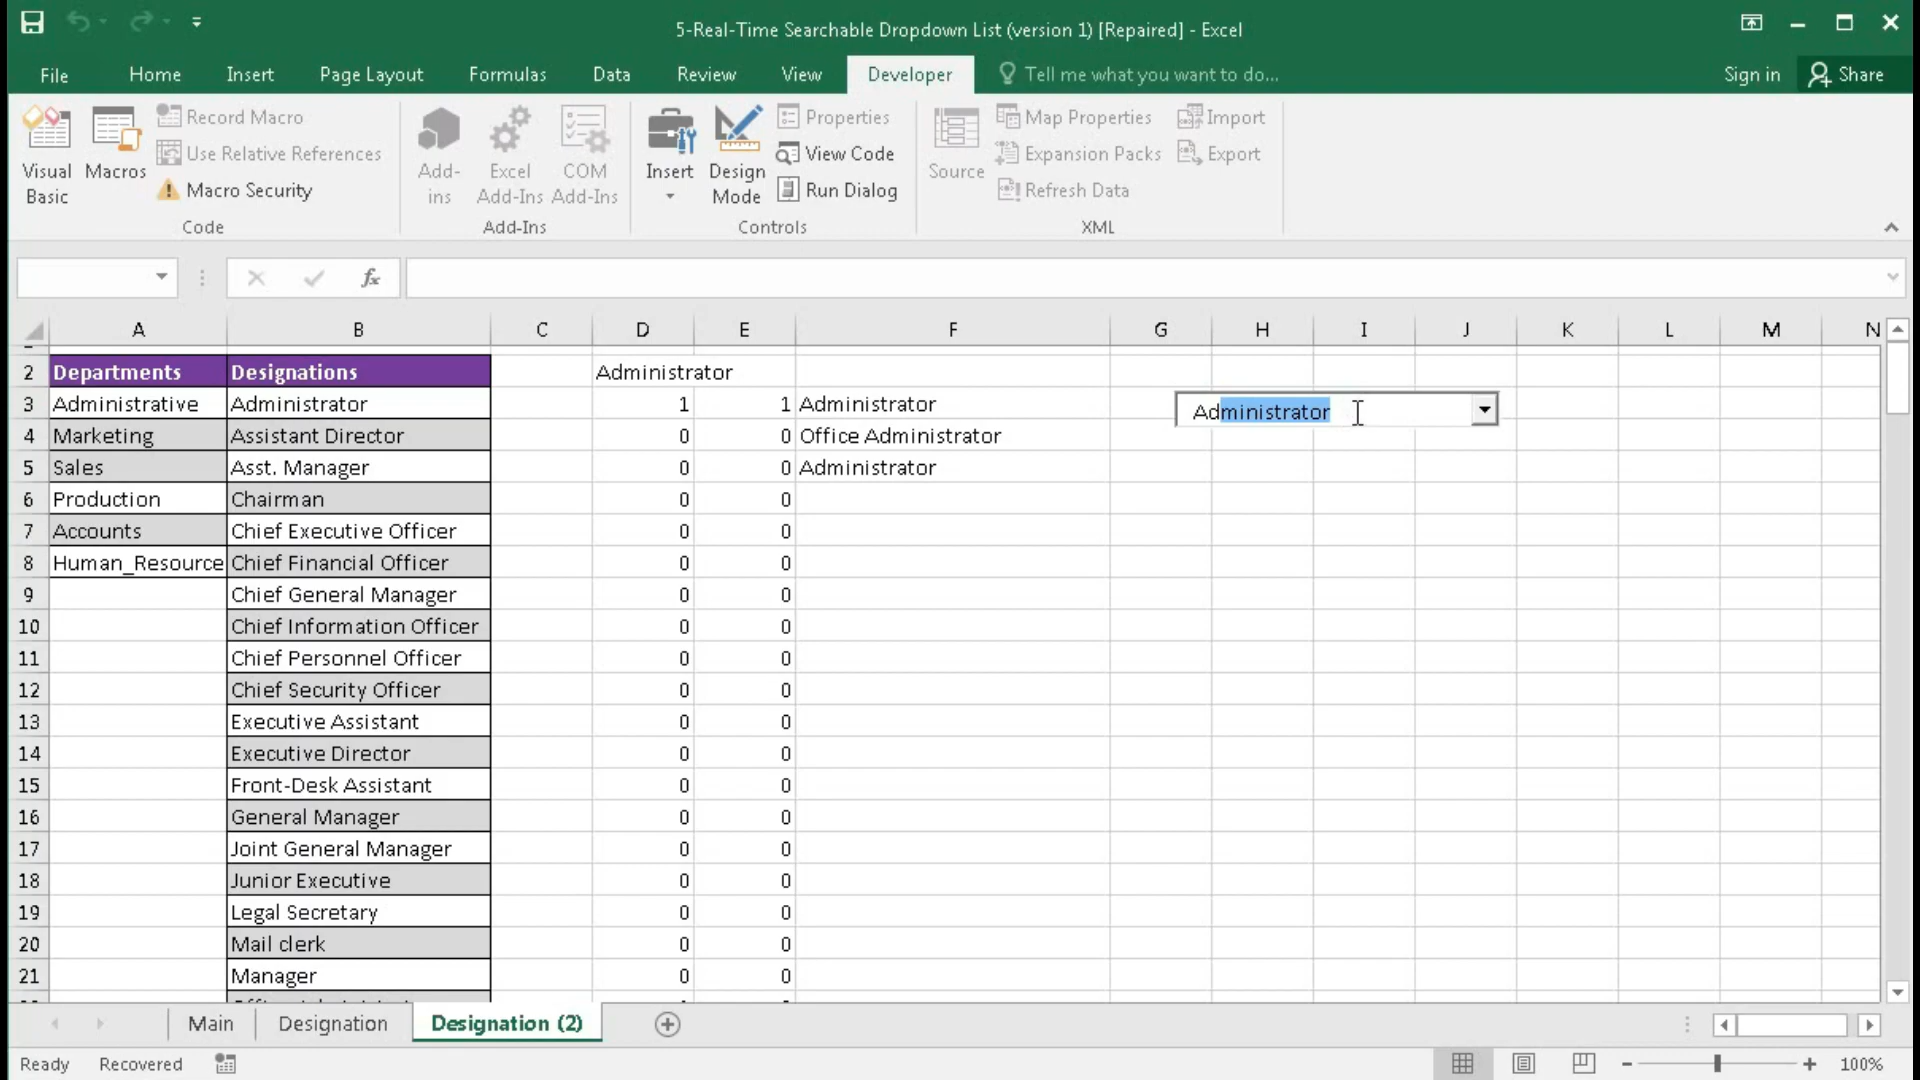 5-Real-Time Searchable Dropdown List (version 1) [Repaired] - Excel
File Home Insert Page Layout Formulas Data Review View Developer Tell me what you want to do... Sign in Share
Visual Basic
Macros
Record Macro
Use Relative References
Macro Security
Code
Add-ins
Excel Add-Ins
COM Add-Ins
Add-Ins
Insert
Design Mode
Properties
View Code
Run Dialog
Controls
Source
Map Properties
Expansion Packs
Refresh Data
Import
Export
XML
fx
A B C D E F G H I J K L M N
2 Departments Designations Administrator
3 Administrative Administrator 1 1 Administrator Administrator
4 Marketing Assistant Director 0 0 Office Administrator
5 Sales Asst. Manager 0 0 Administrator
6 Production Chairman 0 0
7 Accounts Chief Executive Officer 0 0
8 Human_Resource Chief Financial Officer 0 0
9 Chief General Manager 0 0
10 Chief Information Officer 0 0
11 Chief Personnel Officer 0 0
12 Chief Security Officer 0 0
13 Executive Assistant 0 0
14 Executive Director 0 0
15 Front-Desk Assistant 0 0
16 General Manager 0 0
17 Joint General Manager 0 0
18 Junior Executive 0 0
19 Legal Secretary 0 0
20 Mail clerk 0 0
21 Manager 0 0
Main Designation Designation (2)
Ready Recovered 100%